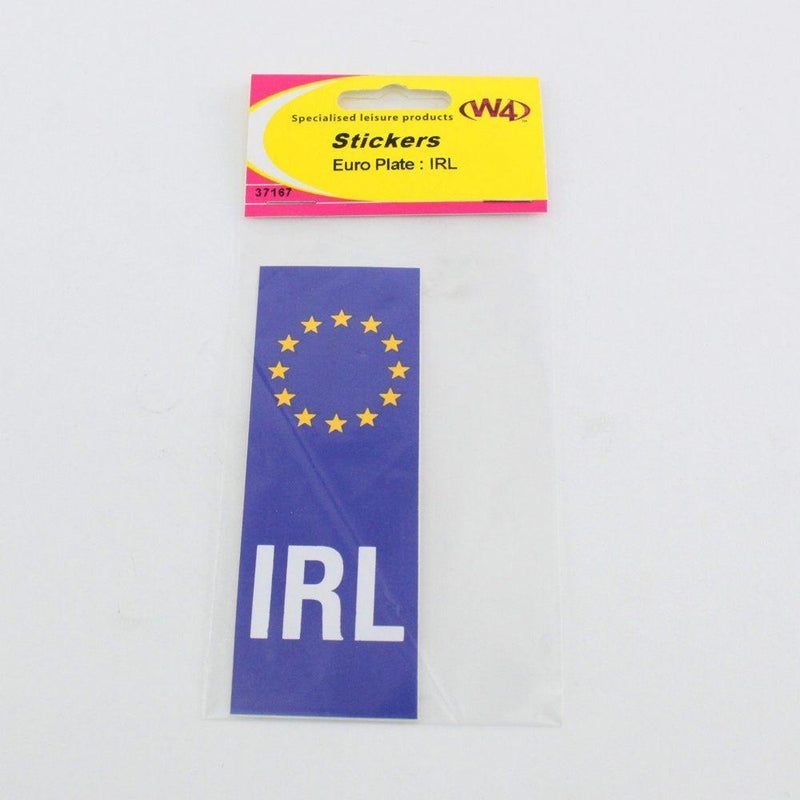 Specialised leisure products
W4
Stickers
Euro Plate : IRL
37167
IRL